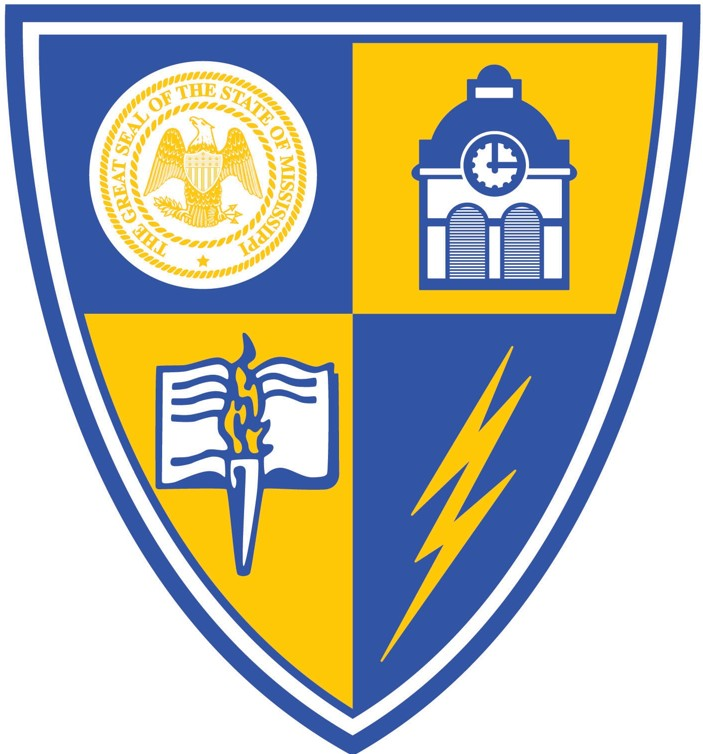 THE GREAT SEAL OF THE STATE OF MISSISSIPPI